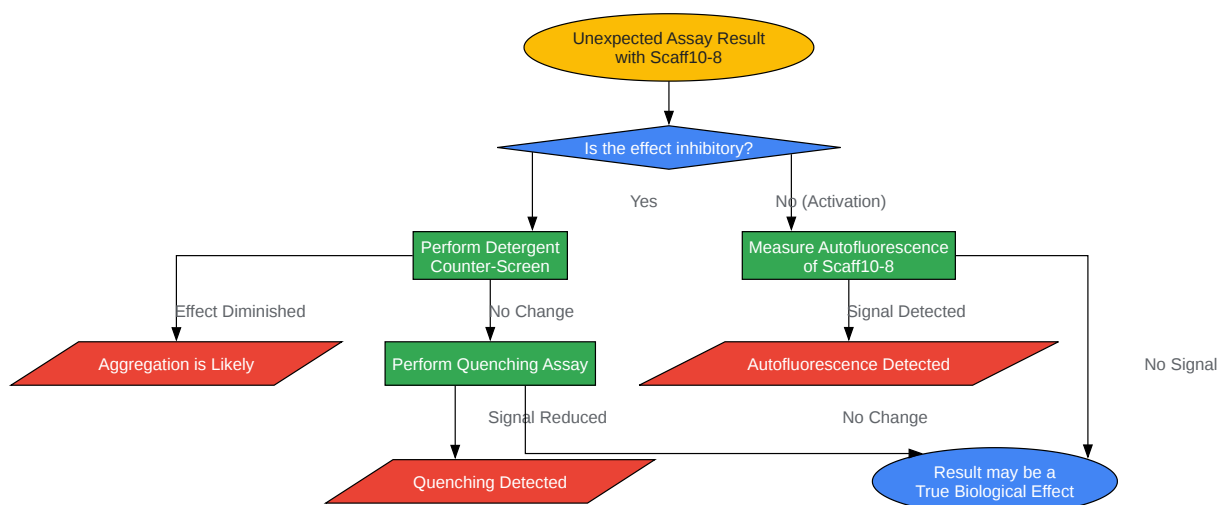 Unexpected Assay Result
with Scaff10-8
Is the effect inhibitory?
Yes
No (Activation)
Perform Detergent
Counter-Screen
Measure Autofluorescence
of Scaff10-8
Effect Diminished
No Change
Signal Detected
Aggregation is Likely
Perform Quenching Assay
Autofluorescence Detected
No Signal
Signal Reduced
No Change
Quenching Detected
Result may be a
True Biological Effect